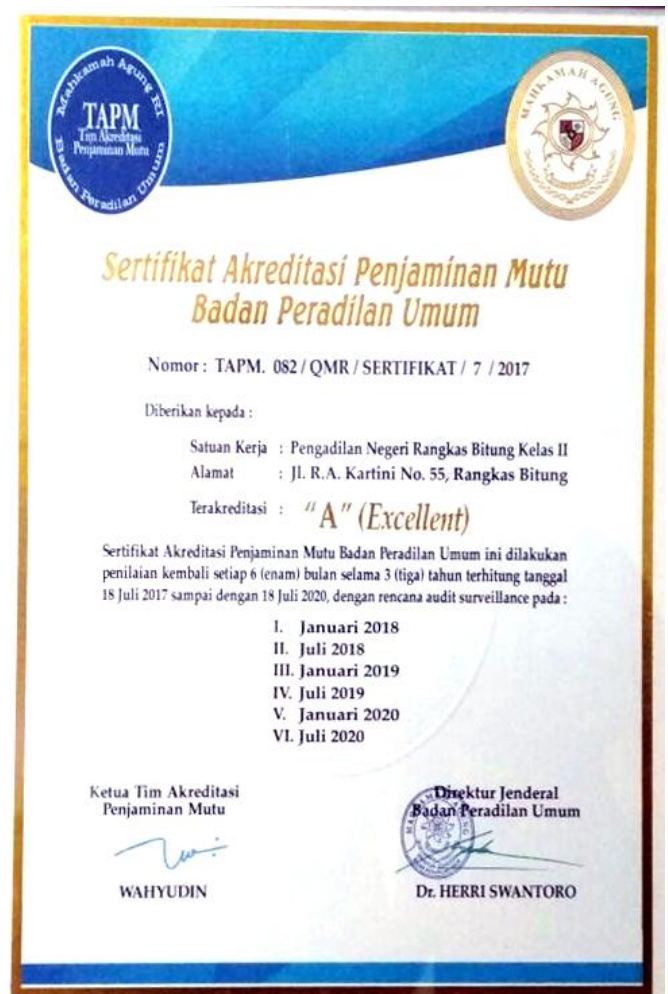 Mahkamah Agung RI
TAPM
Tim Akreditasi
Penjaminan Mutu
Badan Peradilan Umum
MAHKAMAH AGUNG
Sertifikat Akreditasi Penjaminan Mutu
Badan Peradilan Umum
Nomor : TAPM. 082 / QMR / SERTIFIKAT / 7 / 2017
Diberikan kepada :
Satuan Kerja : Pengadilan Negeri Rangkas Bitung Kelas II
Alamat : Jl. R.A. Kartini No. 55, Rangkas Bitung
Terakreditasi : "A" (Excellent)
Sertifikat Akreditasi Penjaminan Mutu Badan Peradilan Umum ini dilakukan
penilaian kembali setiap 6 (enam) bulan selama 3 (tiga) tahun terhitung tanggal
18 Juli 2017 sampai dengan 18 Juli 2020, dengan rencana audit surveillance pada :
I. Januari 2018
II. Juli 2018
III. Januari 2019
IV. Juli 2019
V. Januari 2020
VI. Juli 2020
Ketua Tim Akreditasi
Penjaminan Mutu
WAHYUDIN
Direktur Jenderal
Badan Peradilan Umum
MAHKAMAH AGUNG
Dr. HERRI SWANTORO